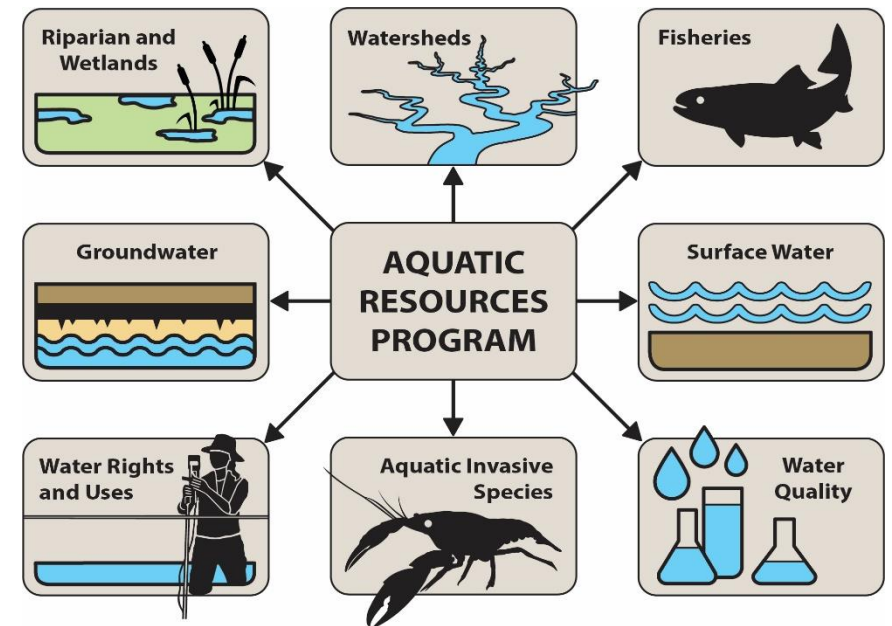 Riparian and
Wetlands
Watersheds
Fisheries
Groundwater
AQUATIC
RESOURCES
PROGRAM
Surface Water
Water Rights
and Uses
Aquatic Invasive
Species
Water
Quality